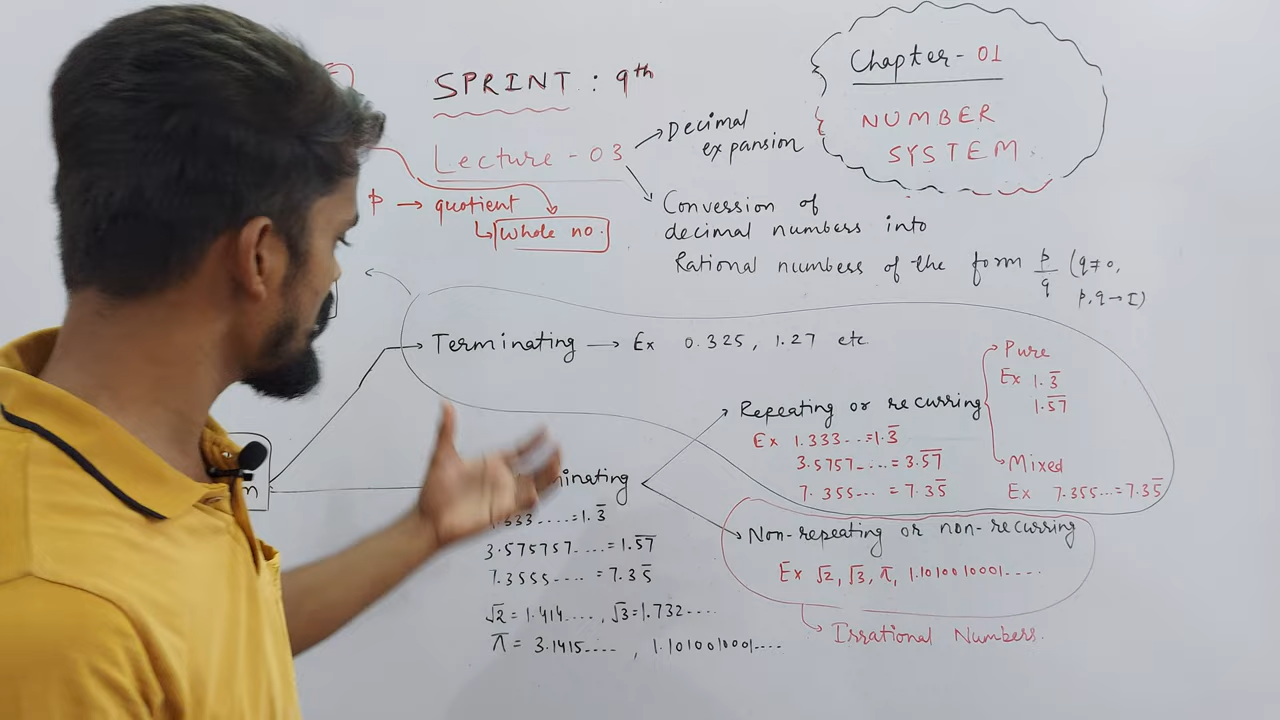 Chapter-01
NUMBER
SYSTEM
SPRINT : 9th
Lecture-03
Decimal
expansion
Conversion of
decimal numbers into
Rational numbers of the form p/q (q≠0,
p,q→I)
p → quotient
Whole no.
Terminating → Ex 0.325, 1.27 etc
Repeating or recurring
Ex 1.333...=1.3̅
3.5757.....=3.5̅7̅
7.355...=7.35̅
Pure
Ex 1.3̅
1.5̅7̅
Mixed
Ex 7.355...=7.35̅
1.3̅
3.575757.....=1.5̅7̅
7.3555.....=7.35̅
√2=1.414....,√3=1.732....
π=3.1415....., 1.1010010001....
Non-repeating or non-recurring
Ex √2,√3,π,1.1010010001.....
Irrational Numbers.